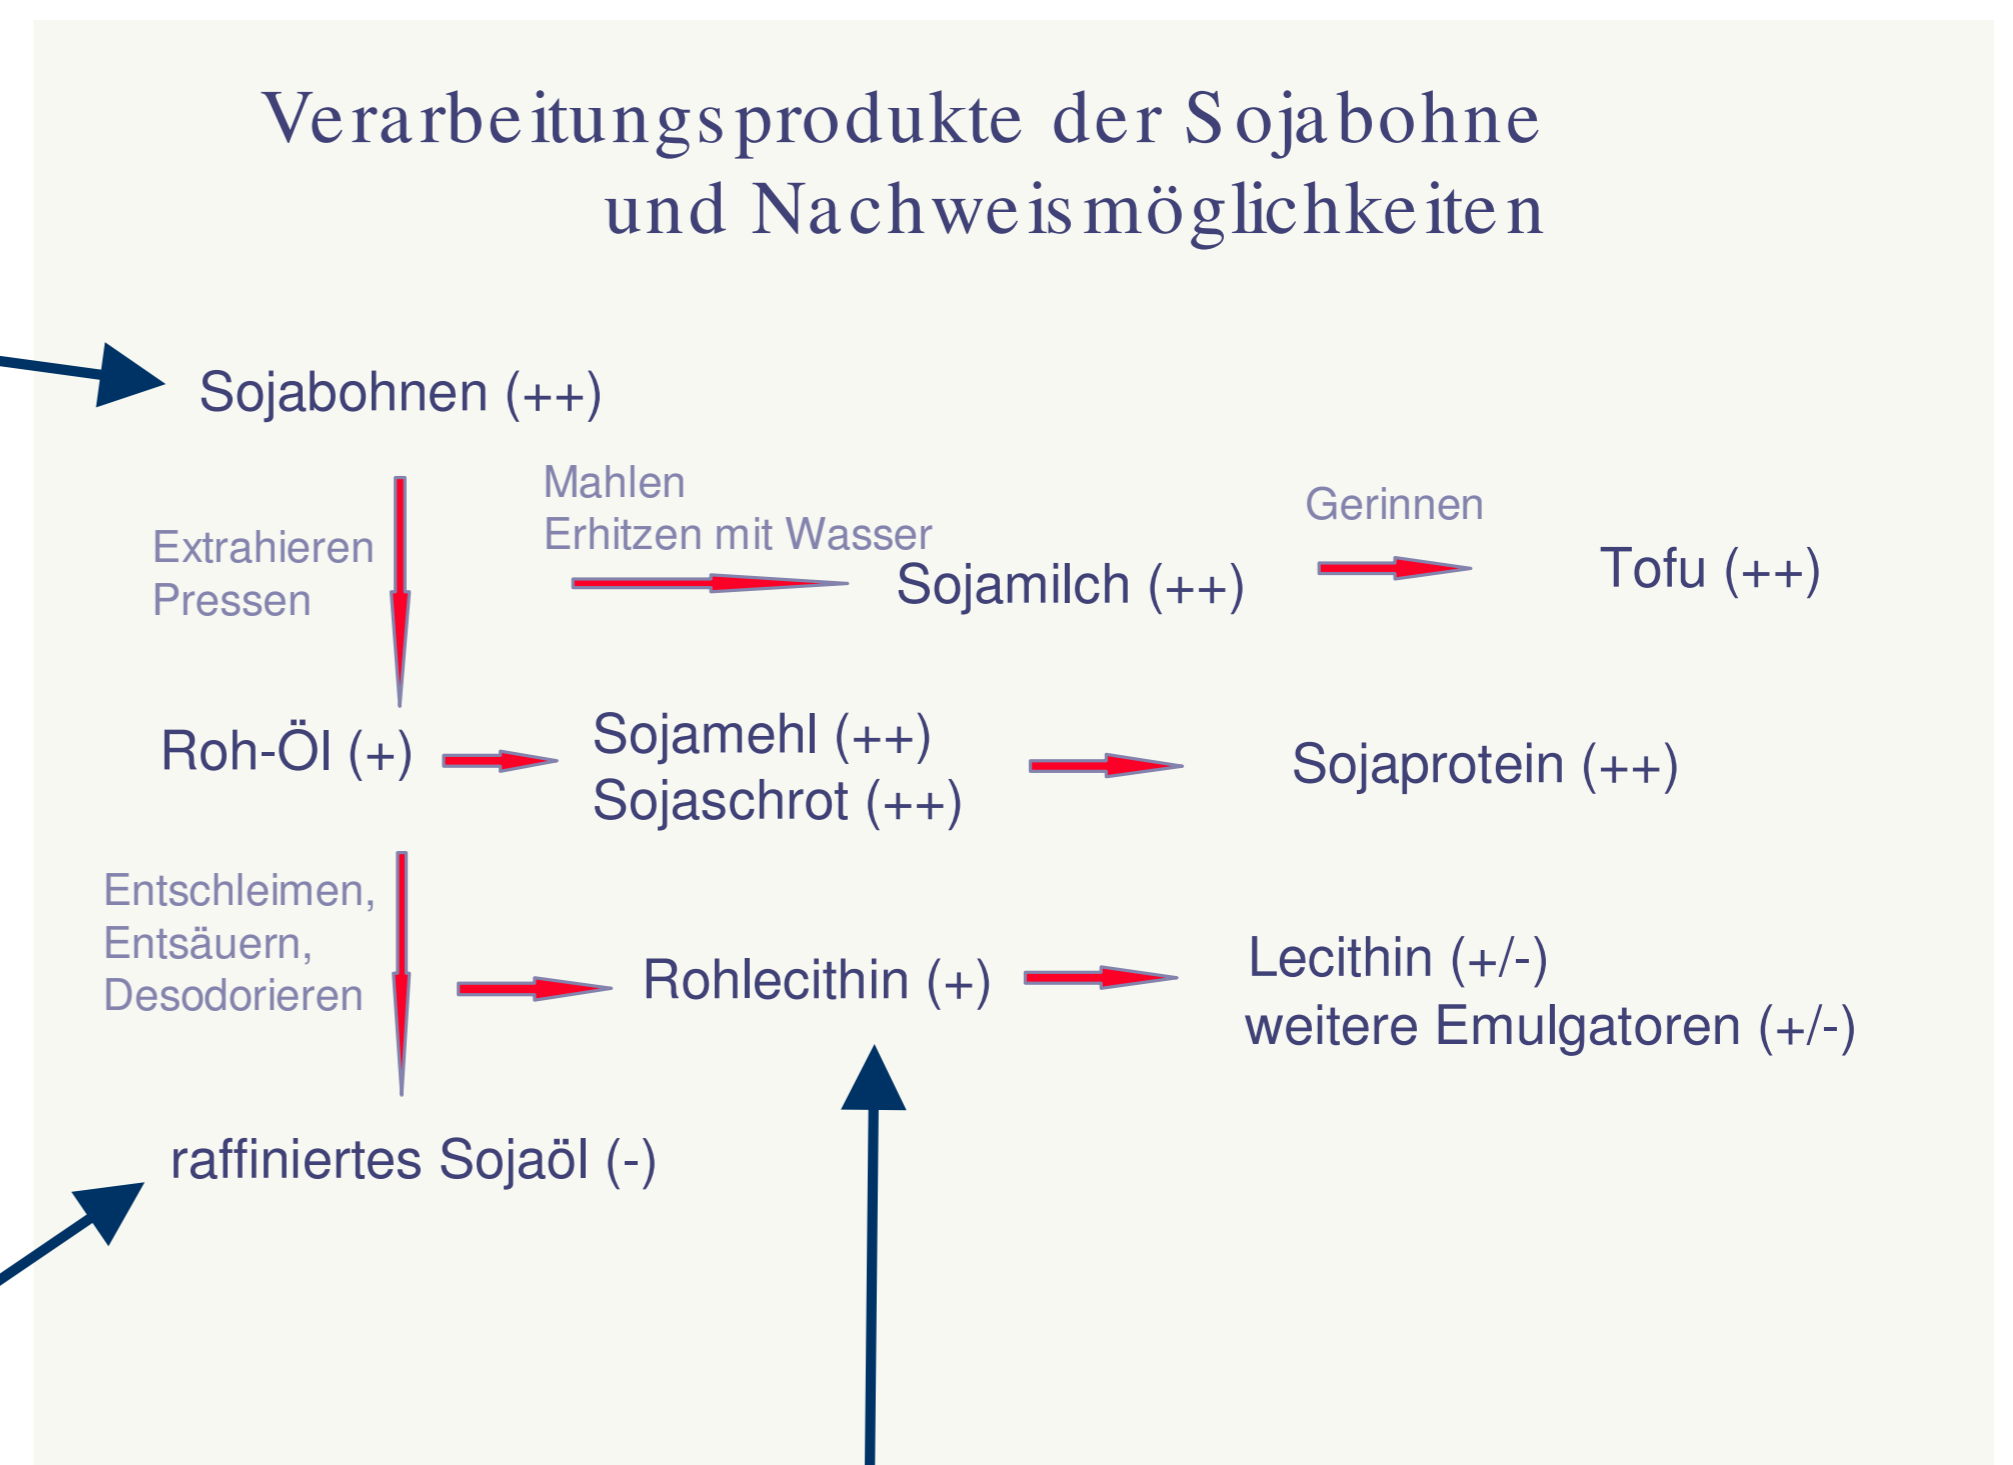 Verarbeitungsprodukte der Sojabohne
und Nachweismöglichkeiten
Sojabohnen (++)
Mahlen
Erhitzen mit Wasser
Gerinnen
Extrahieren
Pressen
Sojamilch (++)
Tofu (++)
Roh-Öl (+)
Sojamehl (++)
Sojaschrot (++)
Sojaprotein (++)
Entschleimen,
Entsäuern,
Desodorieren
Rohlecithin (+)
Lecithin (+/-)
weitere Emulgatoren (+/-)
raffiniertes Sojaöl (-)